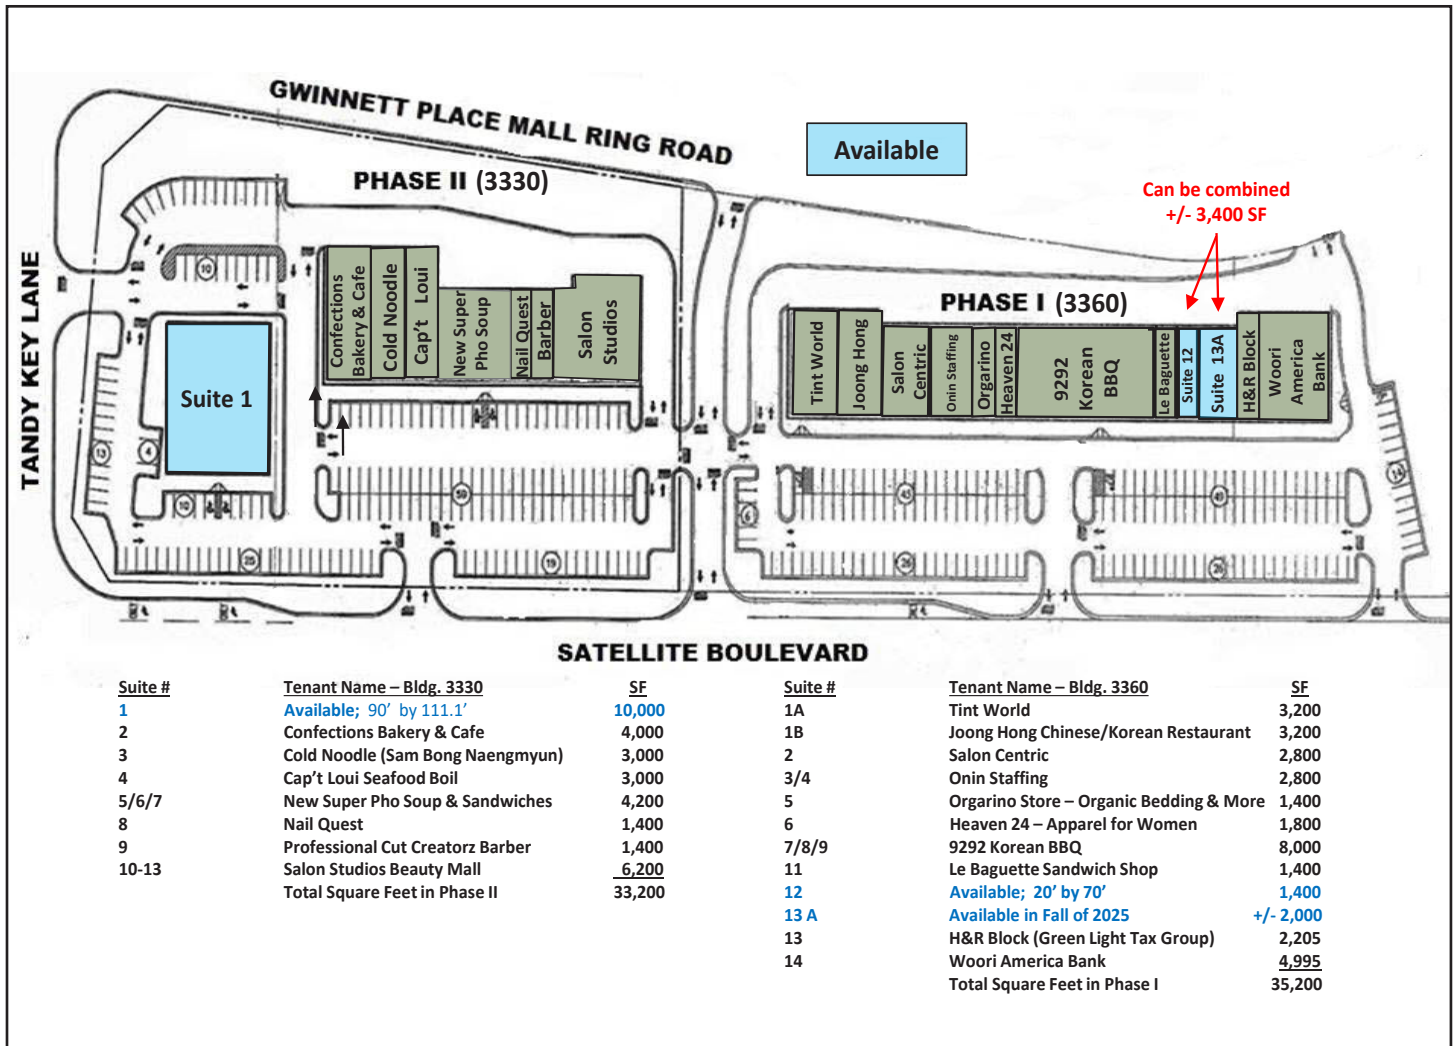 GWINNETT PLACE MALL RING ROAD
Available
PHASE II (3330)
Can be combined
+/- 3,400 SF
TANDY KEY LANE
10
Confections
Bakery & Cafe
Cold Noodle
Cap't Loui
New Super
Pho Soup
Nail Quest
Barber
Salon
Studios
PHASE I (3360)
Tint World
Joong Hong
Salon
Centric
Onin Staffing
Orgarino
Heaven 24
9292
Korean
BBQ
Le Baguette
Suite 12
Suite 13A
H&R Block
Woori
America
Bank
Suite 1
13
4
10
50
6
14
25
19
SATELLITE BOULEVARD
Suite # Tenant Name – Bldg. 3330 SF
1 Available; 90' by 111.1' 10,000
2 Confections Bakery & Cafe 4,000
3 Cold Noodle (Sam Bong Naengmyun) 3,000
4 Cap't Loui Seafood Boil 3,000
5/6/7 New Super Pho Soup & Sandwiches 4,200
8 Nail Quest 1,400
9 Professional Cut Creatorz Barber 1,400
10-13 Salon Studios Beauty Mall 6,200
Total Square Feet in Phase II 33,200
Suite # Tenant Name – Bldg. 3360 SF
1A Tint World 3,200
1B Joong Hong Chinese/Korean Restaurant 3,200
2 Salon Centric 2,800
3/4 Onin Staffing 2,800
5 Orgarino Store – Organic Bedding & More 1,400
6 Heaven 24 – Apparel for Women 1,800
7/8/9 9292 Korean BBQ 8,000
11 Le Baguette Sandwich Shop 1,400
12 Available; 20' by 70' 1,400
13 A Available in Fall of 2025 +/- 2,000
13 H&R Block (Green Light Tax Group) 2,205
14 Woori America Bank 4,995
Total Square Feet in Phase I 35,200